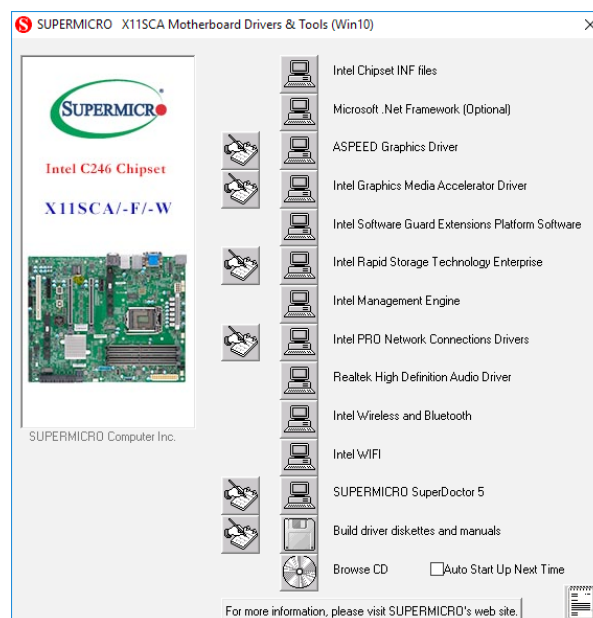 SUPERMICRO X11SCA Motherboard Drivers & Tools (Win10)
SUPERMICRO
Intel C246 Chipset
X11SCA/-F/-W
SUPERMICRO Computer Inc.
Intel Chipset INF files
Microsoft .Net Framework (Optional)
ASPEED Graphics Driver
Intel Graphics Media Accelerator Driver
Intel Software Guard Extensions Platform Software
Intel Rapid Storage Technology Enterprise
Intel Management Engine
Intel PRO Network Connections Drivers
Realtek High Definition Audio Driver
Intel Wireless and Bluetooth
Intel WIFI
SUPERMICRO SuperDoctor 5
Build driver diskettes and manuals
Browse CD Auto Start Up Next Time
For more information, please visit SUPERMICRO's web site.